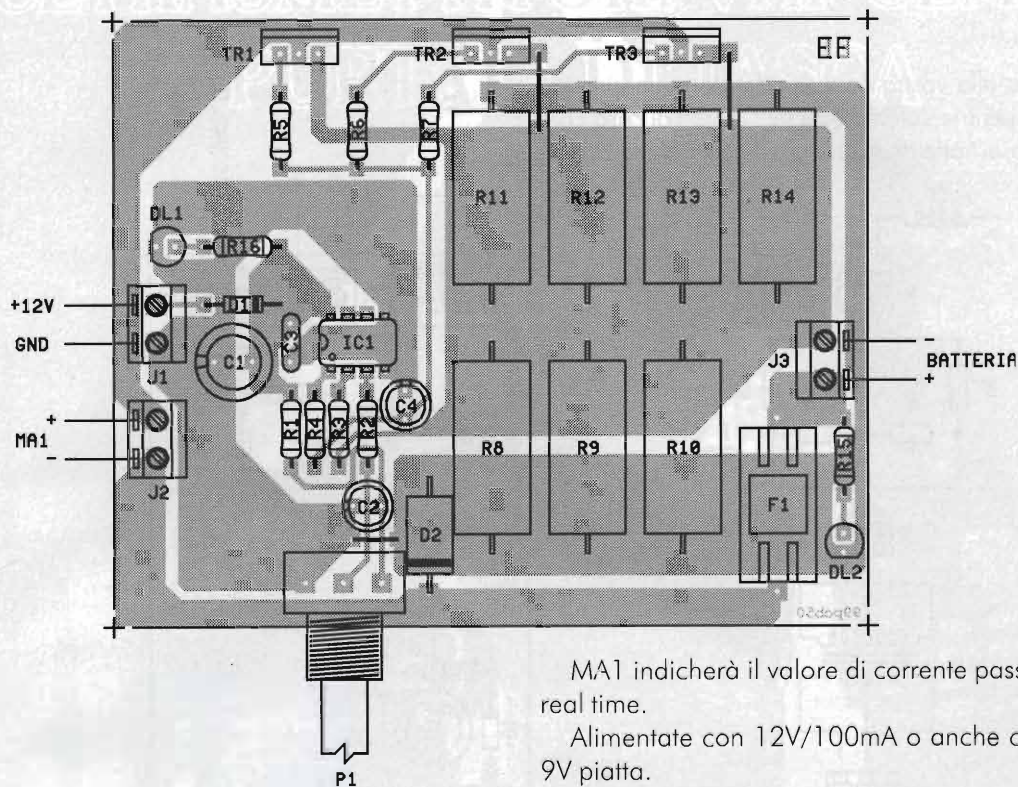 TR1 TR2 TR3 EE
R5 R6 R7
R11 R12 R13 R14
DL1
R16
+12V
D1
GND
C1 C3 IC1
J1
J3
-
BATTERIA
+
+
MA1
-
J2
R1 R4 R3 R2
C4
R8 R9 R10
R15
C2
D2
F1
DL2
99pcb50
P1
MA1 indicherà il valore di corrente pass
real time.
Alimentate con 12V/100mA o anche c
9V piatta.